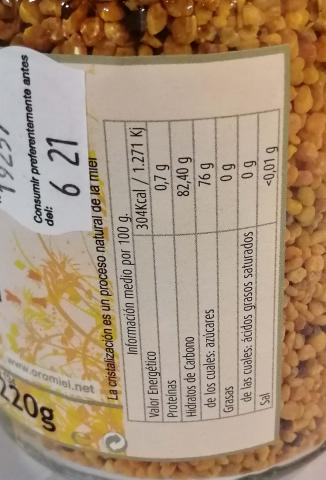 Consumir preferentemente antes
del:
6 21
La cristalización es un proceso natural de la miel
Información medio por 100 g.
Valor Energético 304Kcal / 1.271 Kj
Proteínas 0,7 g
Hidratos de Carbono 82,40 g
de los cuales: azúcares 76 g
Grasas 0 g
de las cuales: ácidos grasos saturados 0 g
Sal <0,01 g
www.oromiel.net
220g